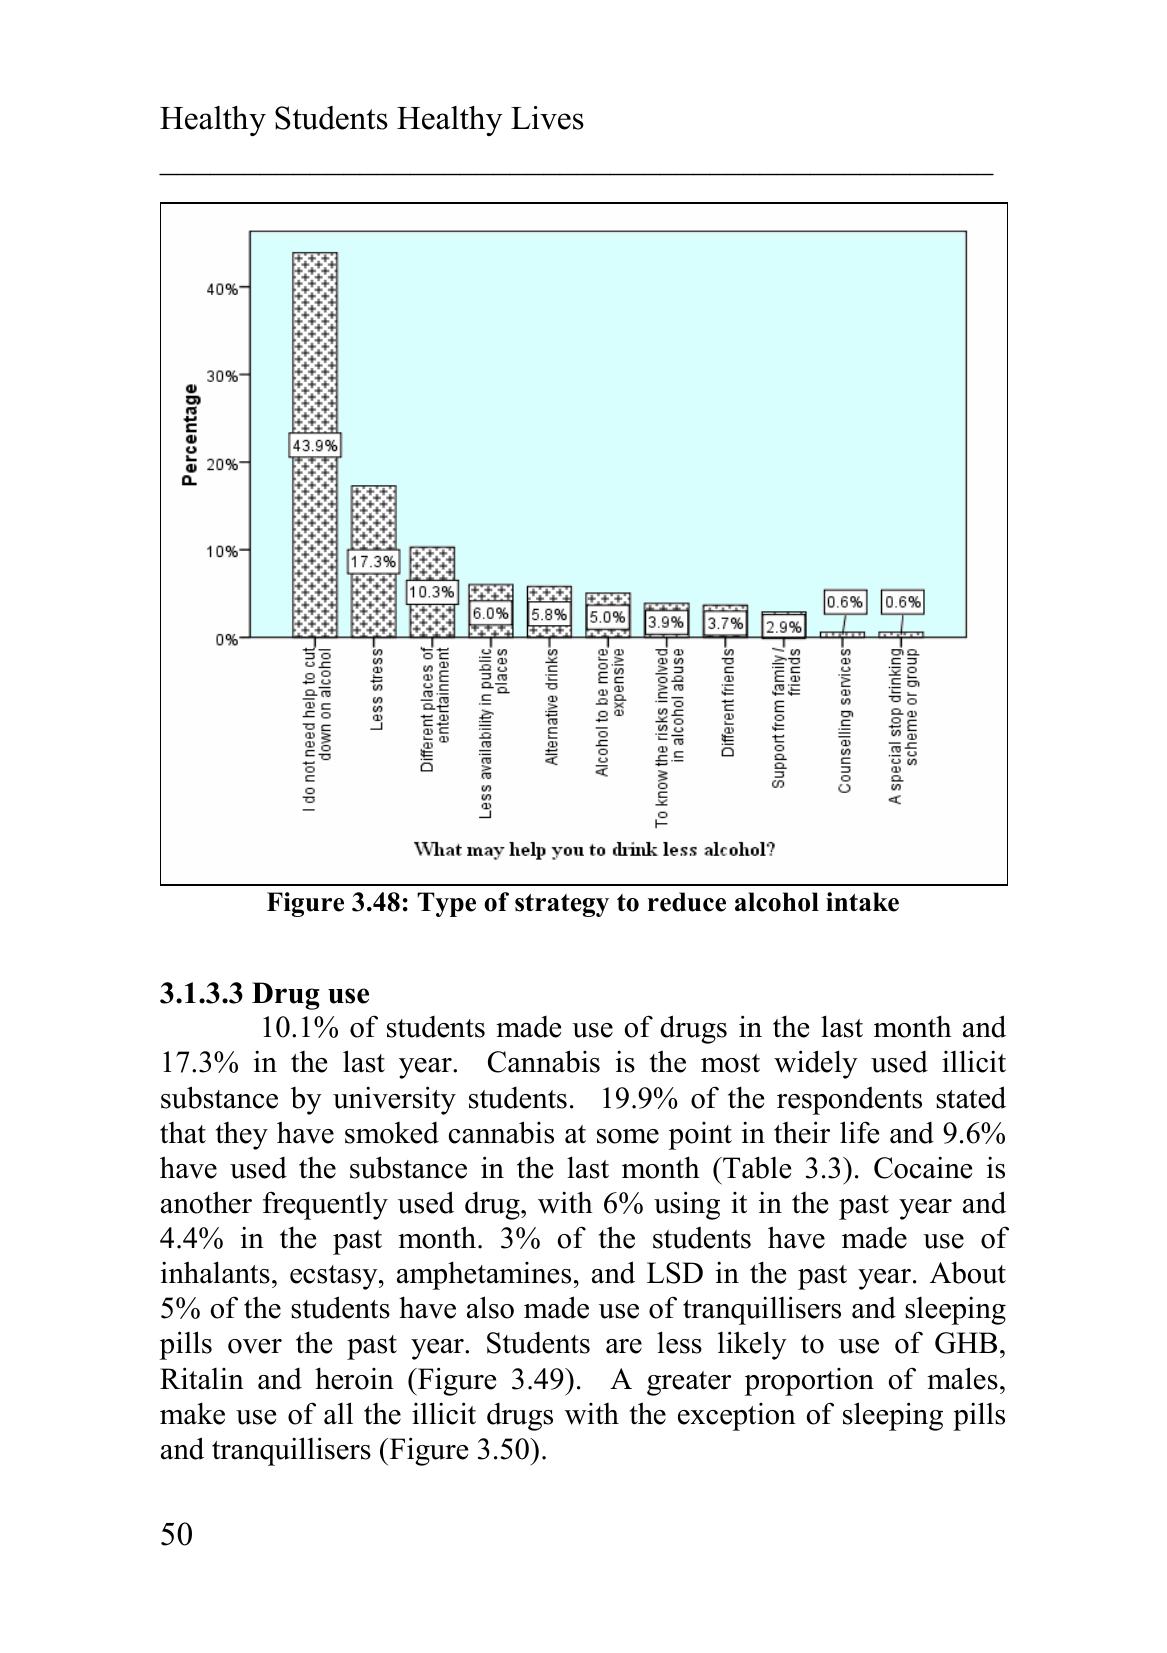 Healthy Students Healthy Lives
40%
30%
20%
10%
0%
Percentage
43.9%
17.3%
10.3%
6.0%
5.8%
5.0%
3.9%
3.7%
2.9%
0.6%
0.6%
I do not need help to cut
down on alcohol
Less stress
Different places of
entertainment
Less availability in public
places
Alternative drinks
Alcohol to be more
expensive
To know the risks involved
in alcohol abuse
Different friends
Support from family /
friends
Counselling services
A special stop drinking
scheme or group
What may help you to drink less alcohol?
Figure 3.48: Type of strategy to reduce alcohol intake
3.1.3.3 Drug use
10.1% of students made use of drugs in the last month and
17.3% in the last year. Cannabis is the most widely used illicit
substance by university students. 19.9% of the respondents stated
that they have smoked cannabis at some point in their life and 9.6%
have used the substance in the last month (Table 3.3). Cocaine is
another frequently used drug, with 6% using it in the past year and
4.4% in the past month. 3% of the students have made use of
inhalants, ecstasy, amphetamines, and LSD in the past year. About
5% of the students have also made use of tranquillisers and sleeping
pills over the past year. Students are less likely to use of GHB,
Ritalin and heroin (Figure 3.49). A greater proportion of males,
make use of all the illicit drugs with the exception of sleeping pills
and tranquillisers (Figure 3.50).
50